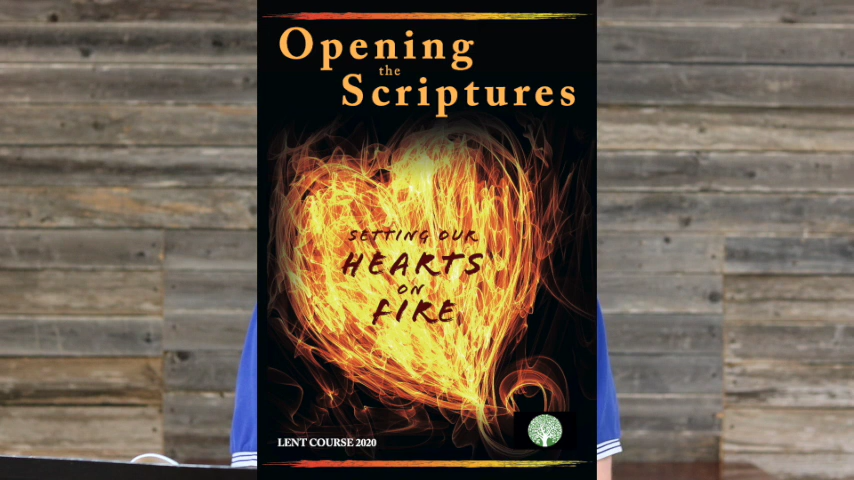 Opening
the
Scriptures
SETTING OUR
HEARTS
ON
FIRE
LENT COURSE 2020